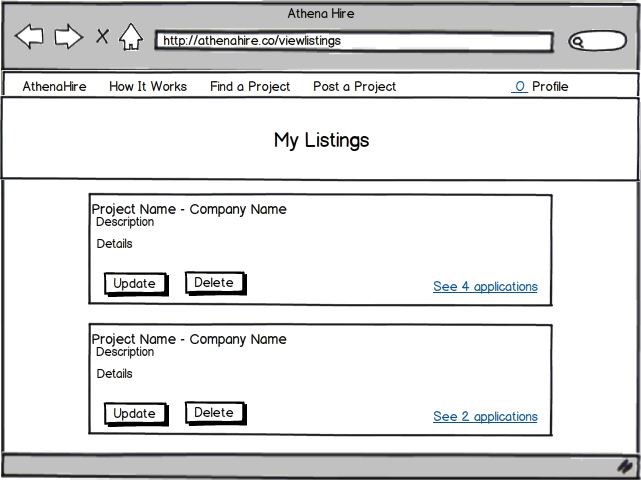 Athena Hire
http://athenahire.co/viewlistings
AthenaHire How It Works Find a Project Post a Project 0 Profile
My Listings
Project Name - Company Name
Description
Details
Update Delete See 4 applications
Project Name - Company Name
Description
Details
Update Delete See 2 applications